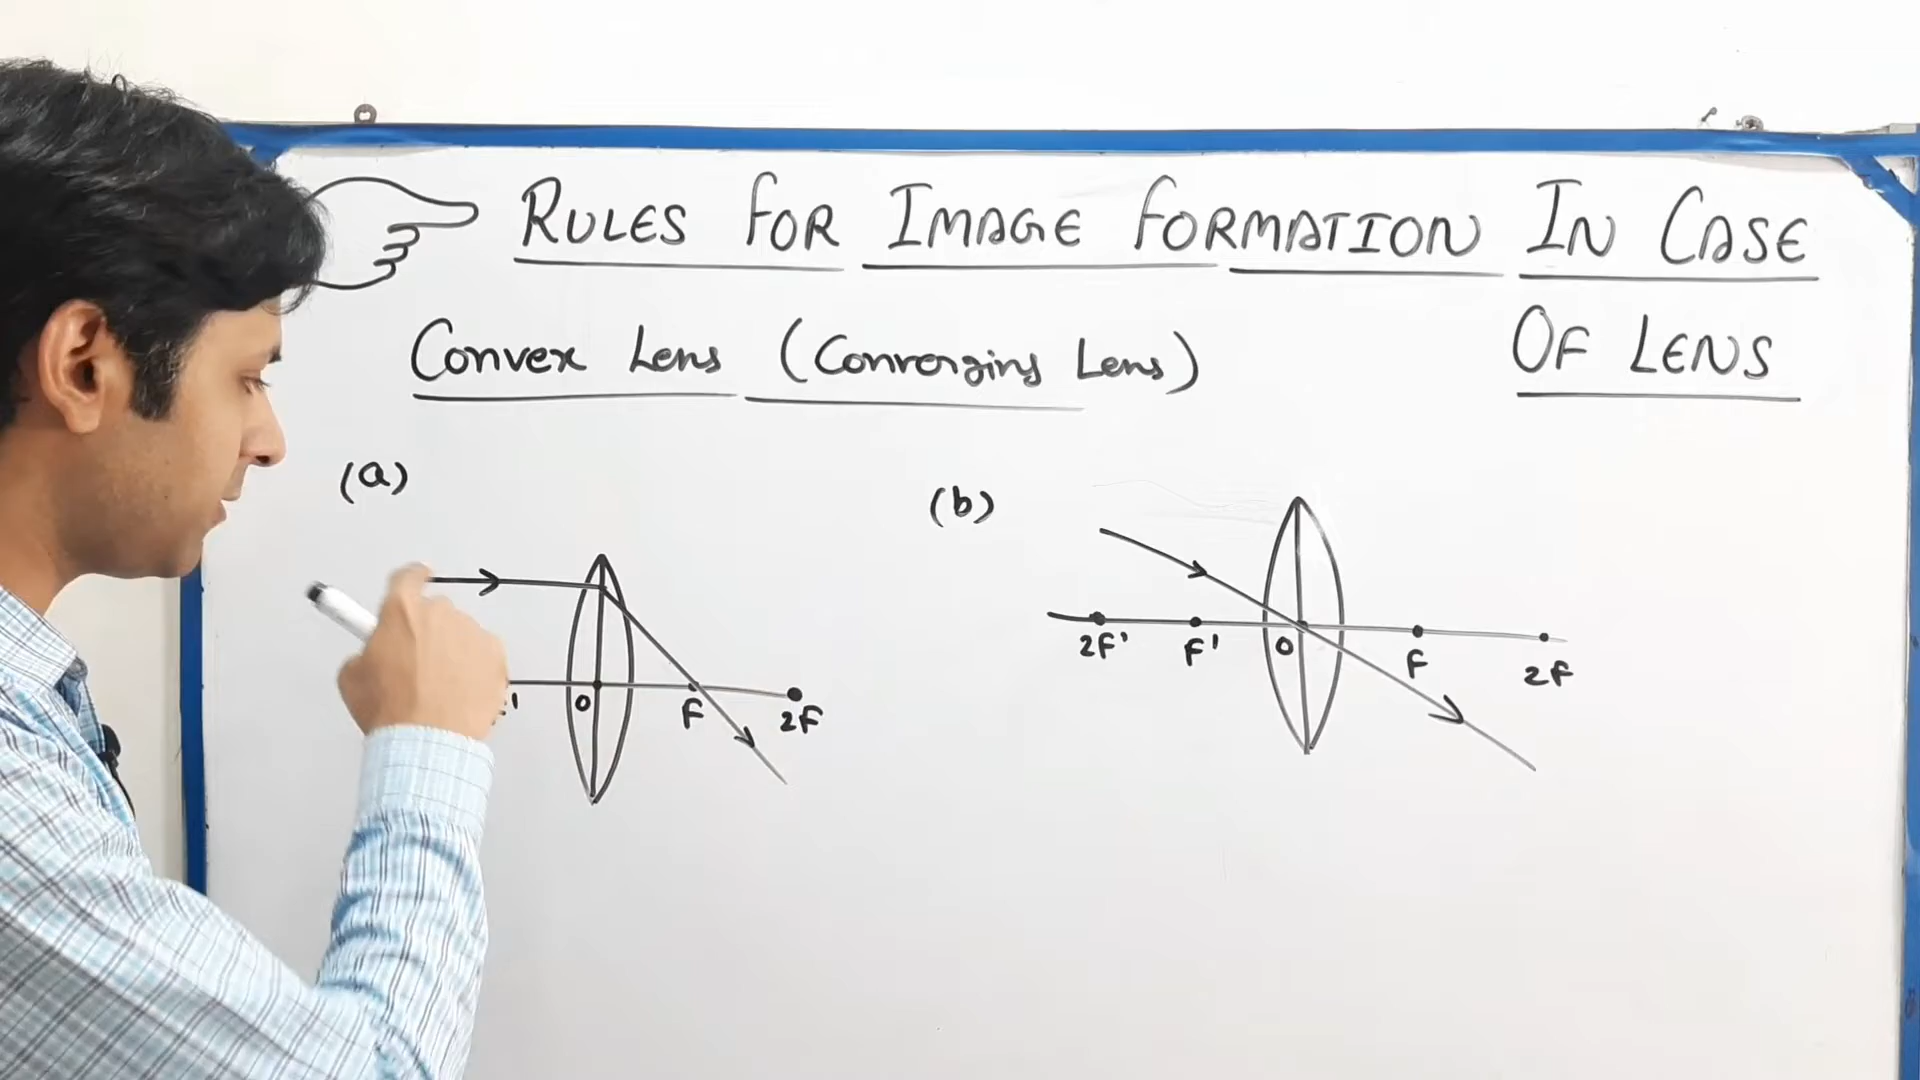 RULES FOR IMAGE FORMATION IN CASE
OF LENS
Convex Lens (Converging Lens)
(a)
O F 2F
(b)
2F' F' O F 2F